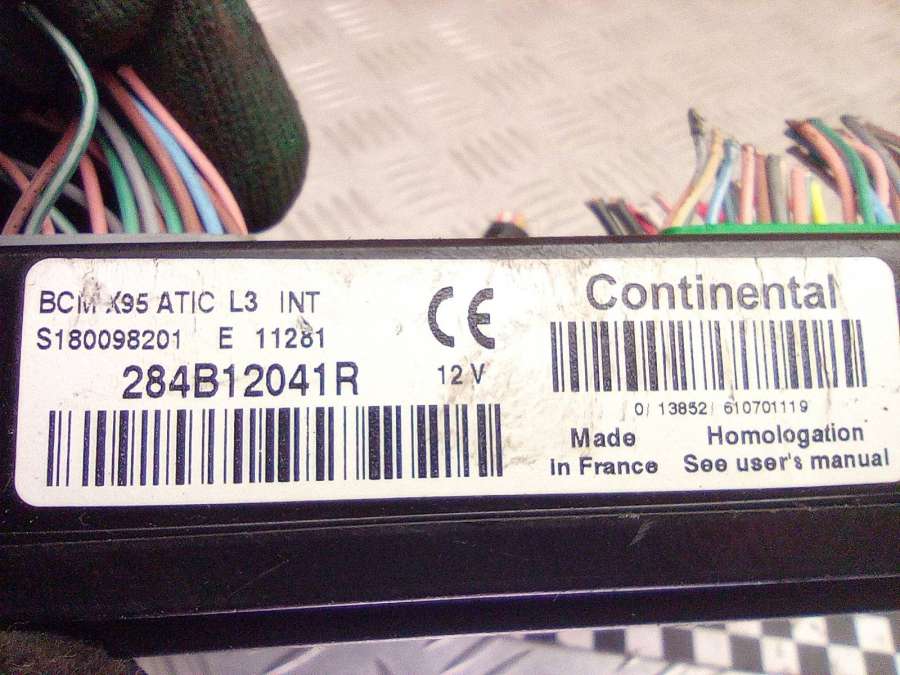 BCM X95 ATIC L3 INT
S180098201 E 11281
284B12041R
CE
12 V
Continental
0/ 13852/ 610701119
Made
in France
Homologation
See user's manual